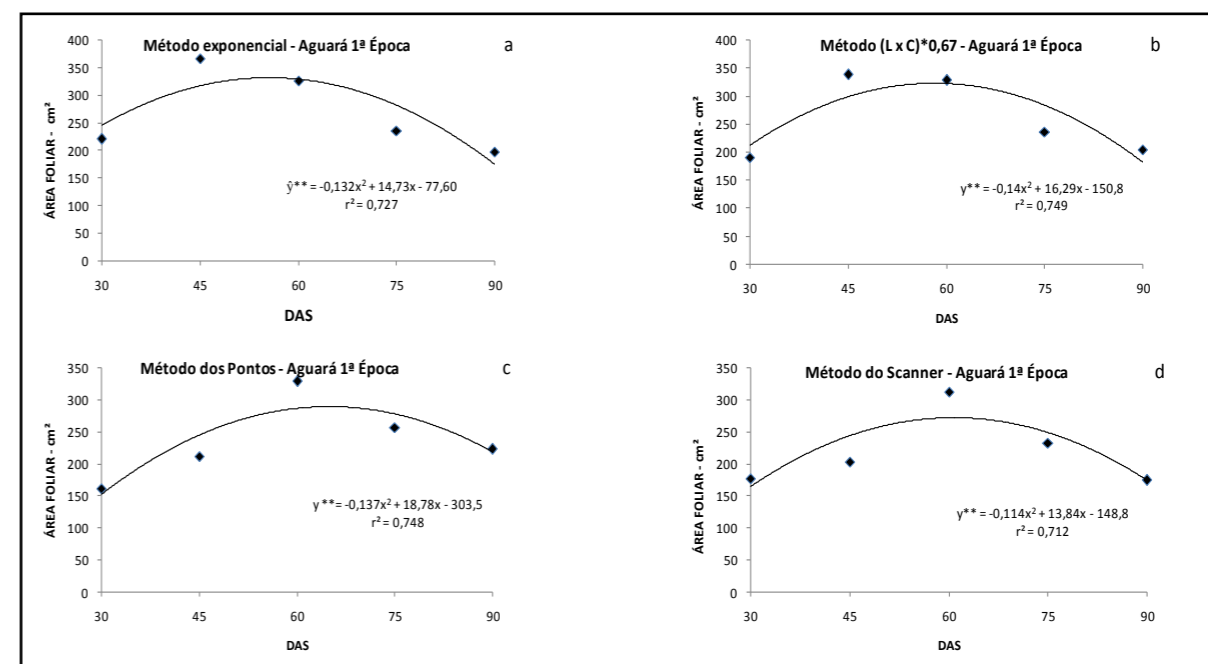 Método exponencial - Aguará 1ª Época
a
ÁREA FOLIAR - cm²
400
350
300
250
200
150
100
50
0
ŷ** = -0,132x² + 14,73x - 77,60
r² = 0,727
30 45 60 75 90
DAS
Método (L x C)*0,67 - Aguará 1ª Época
b
ÁREA FOLIAR - cm²
400
350
300
250
200
150
100
50
0
y** = -0,14x² + 16,29x - 150,8
r² = 0,749
30 45 60 75 90
DAS
Método dos Pontos - Aguará 1ª Época
c
ÁREA FOLIAR - cm²
350
300
250
200
150
100
50
0
y **= -0,137x² + 18,78x - 303,5
r² = 0,748
30 45 60 75 90
DAS
Método do Scanner - Aguará 1ª Época
d
ÁREA FOLIAR - cm²
350
300
250
200
150
100
50
0
y** = -0,114x² + 13,84x - 148,8
r² = 0,712
30 45 60 75 90
DAS